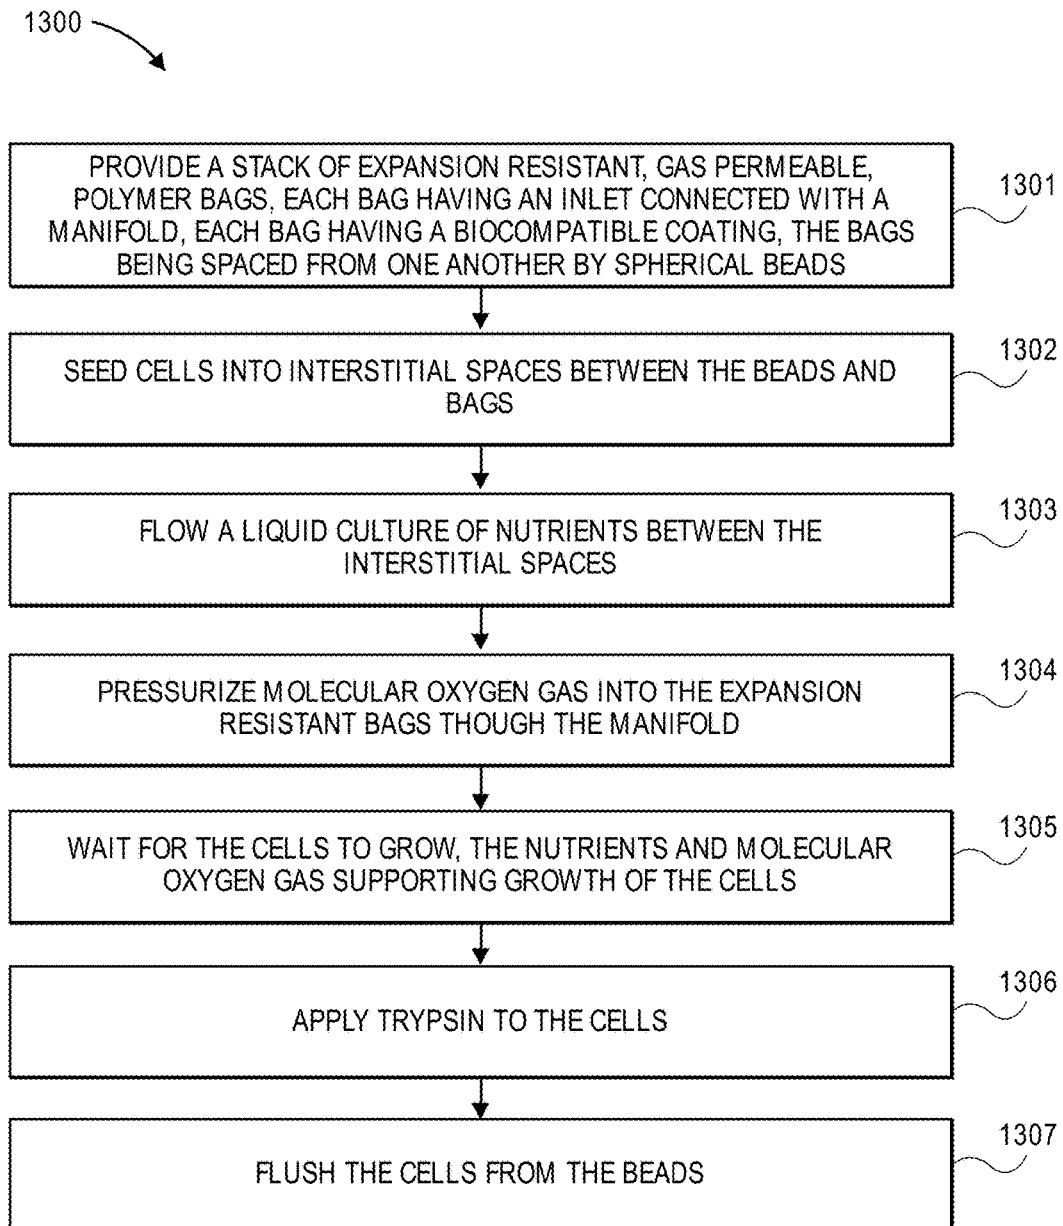 1300
PROVIDE A STACK OF EXPANSION RESISTANT, GAS PERMEABLE,
POLYMER BAGS, EACH BAG HAVING AN INLET CONNECTED WITH A
MANIFOLD, EACH BAG HAVING A BIOCOMPATIBLE COATING, THE BAGS
BEING SPACED FROM ONE ANOTHER BY SPHERICAL BEADS
1301
SEED CELLS INTO INTERSTITIAL SPACES BETWEEN THE BEADS AND
BAGS
1302
FLOW A LIQUID CULTURE OF NUTRIENTS BETWEEN THE
INTERSTITIAL SPACES
1303
PRESSURIZE MOLECULAR OXYGEN GAS INTO THE EXPANSION
RESISTANT BAGS THOUGH THE MANIFOLD
1304
WAIT FOR THE CELLS TO GROW, THE NUTRIENTS AND MOLECULAR
OXYGEN GAS SUPPORTING GROWTH OF THE CELLS
1305
APPLY TRYPSIN TO THE CELLS
1306
FLUSH THE CELLS FROM THE BEADS
1307